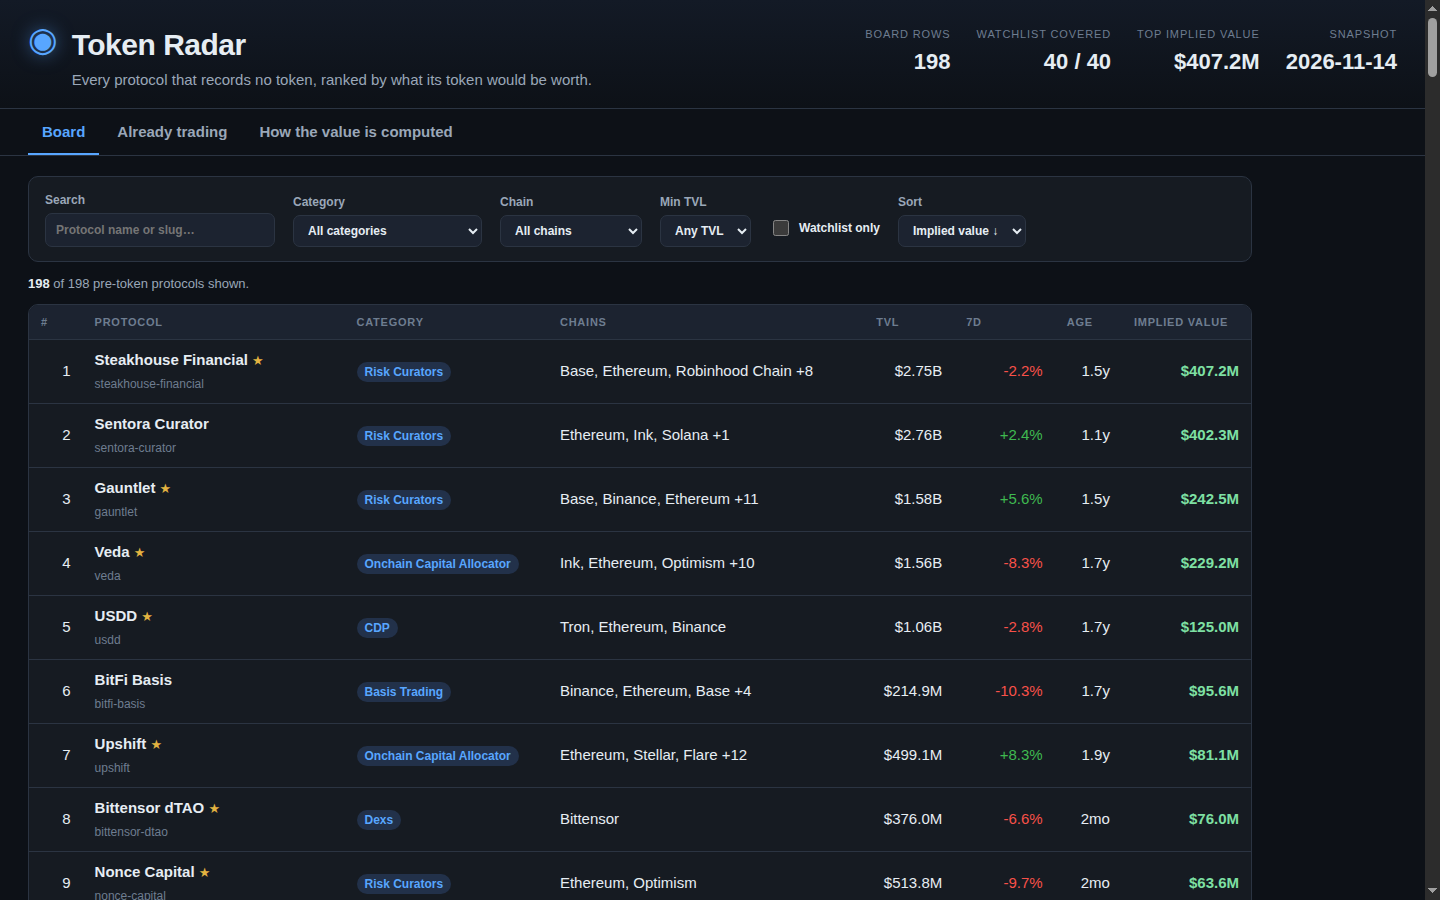 Token Radar
Every protocol that records no token, ranked by what its token would be worth.
BOARD ROWS
198
WATCHLIST COVERED
40 / 40
TOP IMPLIED VALUE
$407.2M
SNAPSHOT
2026-11-14
Board Already trading How the value is computed
Search
Protocol name or slug…
Category
All categories
Chain
All chains
Min TVL
Any TVL
Watchlist only
Sort
Implied value ↓
198 of 198 pre-token protocols shown.
# PROTOCOL CATEGORY CHAINS TVL 7D AGE IMPLIED VALUE
1 Steakhouse Financial ★ Risk Curators Base, Ethereum, Robinhood Chain +8 $2.75B -2.2% 1.5y $407.2M
steakhouse-financial
2 Sentora Curator Risk Curators Ethereum, Ink, Solana +1 $2.76B +2.4% 1.1y $402.3M
sentora-curator
3 Gauntlet ★ Risk Curators Base, Binance, Ethereum +11 $1.58B +5.6% 1.5y $242.5M
gauntlet
4 Veda ★ Onchain Capital Allocator Ink, Ethereum, Optimism +10 $1.56B -8.3% 1.7y $229.2M
veda
5 USDD ★ CDP Tron, Ethereum, Binance $1.06B -2.8% 1.7y $125.0M
usdd
6 BitFi Basis Basis Trading Binance, Ethereum, Base +4 $214.9M -10.3% 1.7y $95.6M
bitfi-basis
7 Upshift ★ Onchain Capital Allocator Ethereum, Stellar, Flare +12 $499.1M +8.3% 1.9y $81.1M
upshift
8 Bittensor dTAO ★ Dexs Bittensor $376.0M -6.6% 2mo $76.0M
bittensor-dtao
9 Nonce Capital ★ Risk Curators Ethereum, Optimism $513.8M -9.7% 2mo $63.6M
nonce-capital